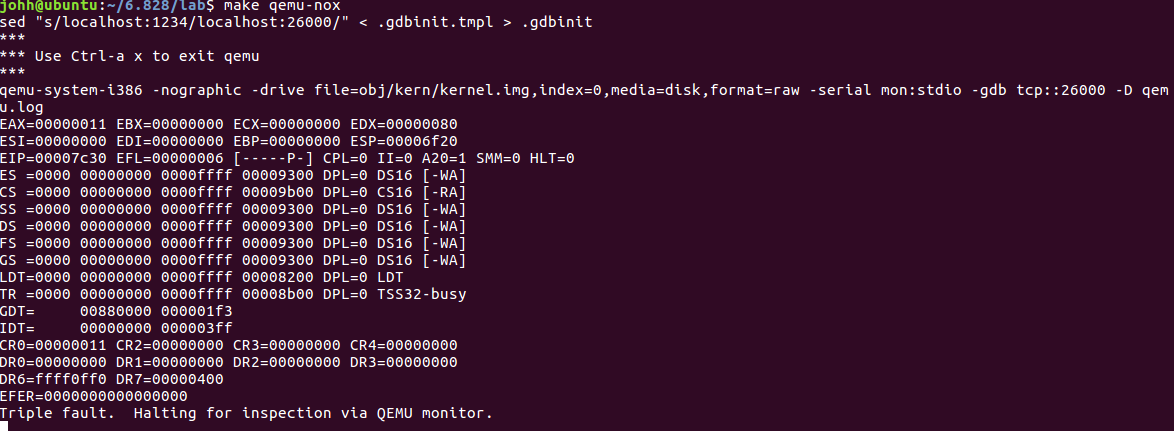 johh@ubuntu:~/6.828/lab$ make qemu-nox
sed "s/localhost:1234/localhost:26000/" < .gdbinit.tmpl > .gdbinit
***
*** Use Ctrl-a x to exit qemu
***
qemu-system-i386 -nographic -drive file=obj/kern/kernel.img,index=0,media=disk,format=raw -serial mon:stdio -gdb tcp::26000 -D qem
u.log
EAX=00000011 EBX=00000000 ECX=00000000 EDX=00000080
ESI=00000000 EDI=00000000 EBP=00000000 ESP=00006f20
EIP=00007c30 EFL=00000006 [-----P-] CPL=0 II=0 A20=1 SMM=0 HLT=0
ES =0000 00000000 0000ffff 00009300 DPL=0 DS16 [-WA]
CS =0000 00000000 0000ffff 00009b00 DPL=0 CS16 [-RA]
SS =0000 00000000 0000ffff 00009300 DPL=0 DS16 [-WA]
DS =0000 00000000 0000ffff 00009300 DPL=0 DS16 [-WA]
FS =0000 00000000 0000ffff 00009300 DPL=0 DS16 [-WA]
GS =0000 00000000 0000ffff 00009300 DPL=0 DS16 [-WA]
LDT=0000 00000000 0000ffff 00008200 DPL=0 LDT
TR =0000 00000000 0000ffff 00008b00 DPL=0 TSS32-busy
GDT=     00880000 000001f3
IDT=     00000000 000003ff
CR0=00000011 CR2=00000000 CR3=00000000 CR4=00000000
DR0=00000000 DR1=00000000 DR2=00000000 DR3=00000000
DR6=ffff0ff0 DR7=00000400
EFER=0000000000000000
Triple fault.  Halting for inspection via QEMU monitor.